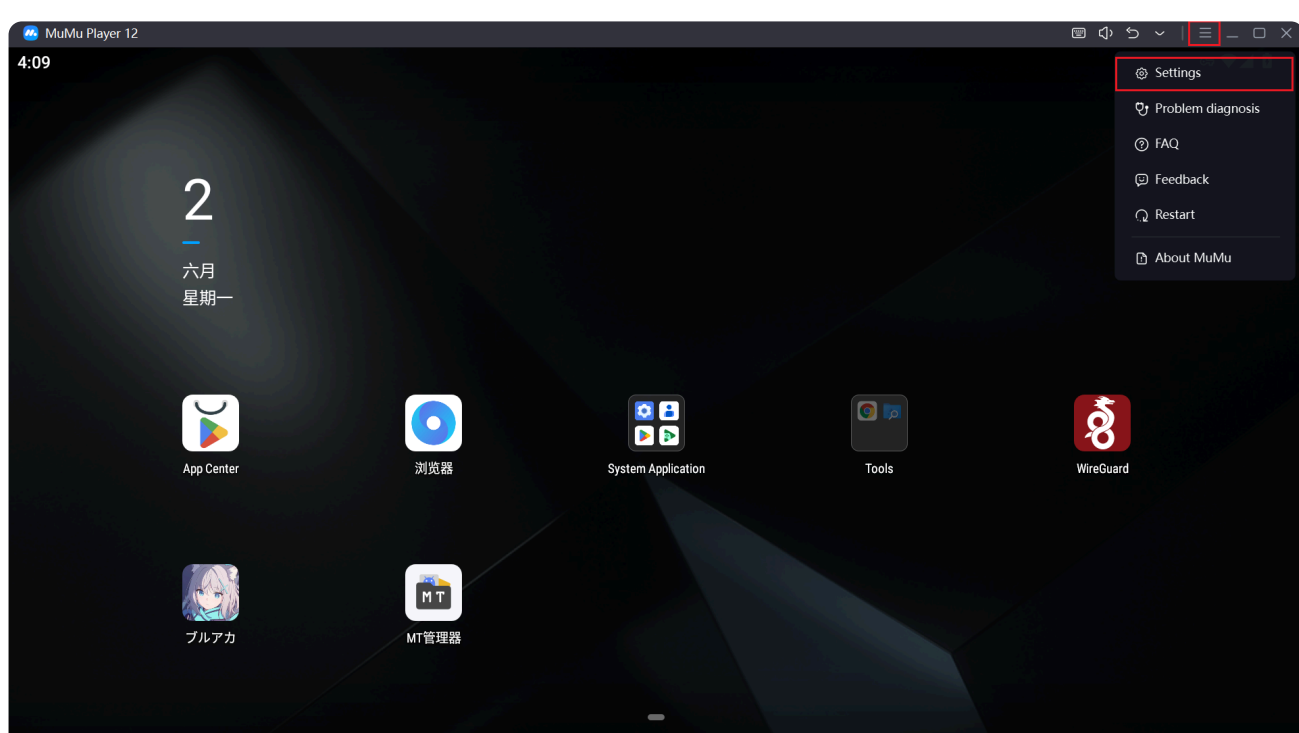 MuMu Player 12
4:09
Settings
Problem diagnosis
FAQ
Feedback
Restart
About MuMu
2
六月
星期一
App Center
浏览器
System Application
Tools
WireGuard
MT
ブルアカ
MT管理器